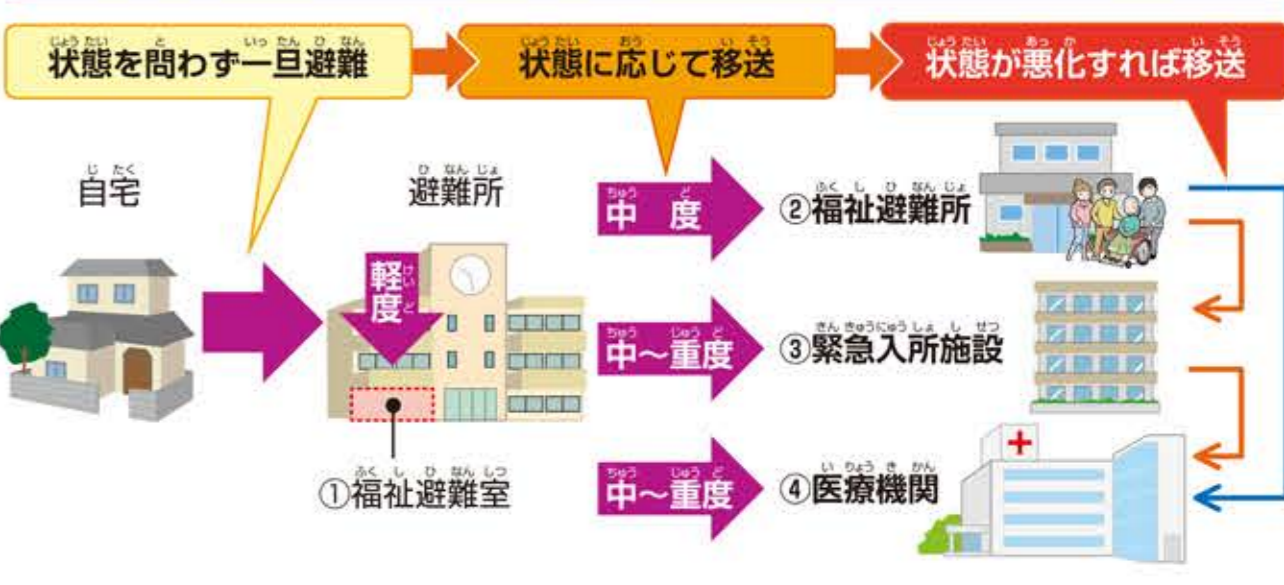 状態を問わず一旦避難
状態に応じて移送
状態が悪化すれば移送
自宅
避難所
軽度
①福祉避難室
中度
②福祉避難所
中～重度
③緊急入所施設
中～重度
④医療機関